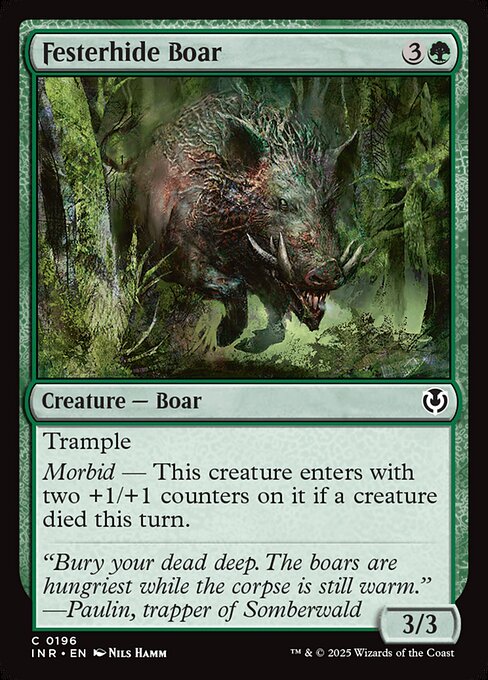 Festerhide Boar 3
Creature — Boar
Trample
Morbid — This creature enters with
two +1/+1 counters on it if a creature
died this turn.
“Bury your dead deep. The boars are
hungriest while the corpse is still warm.”
—Paulin, trapper of Somberwald
3/3
C 0196
INR • EN Nils Hamm
™ & © 2025 Wizards of the Coast